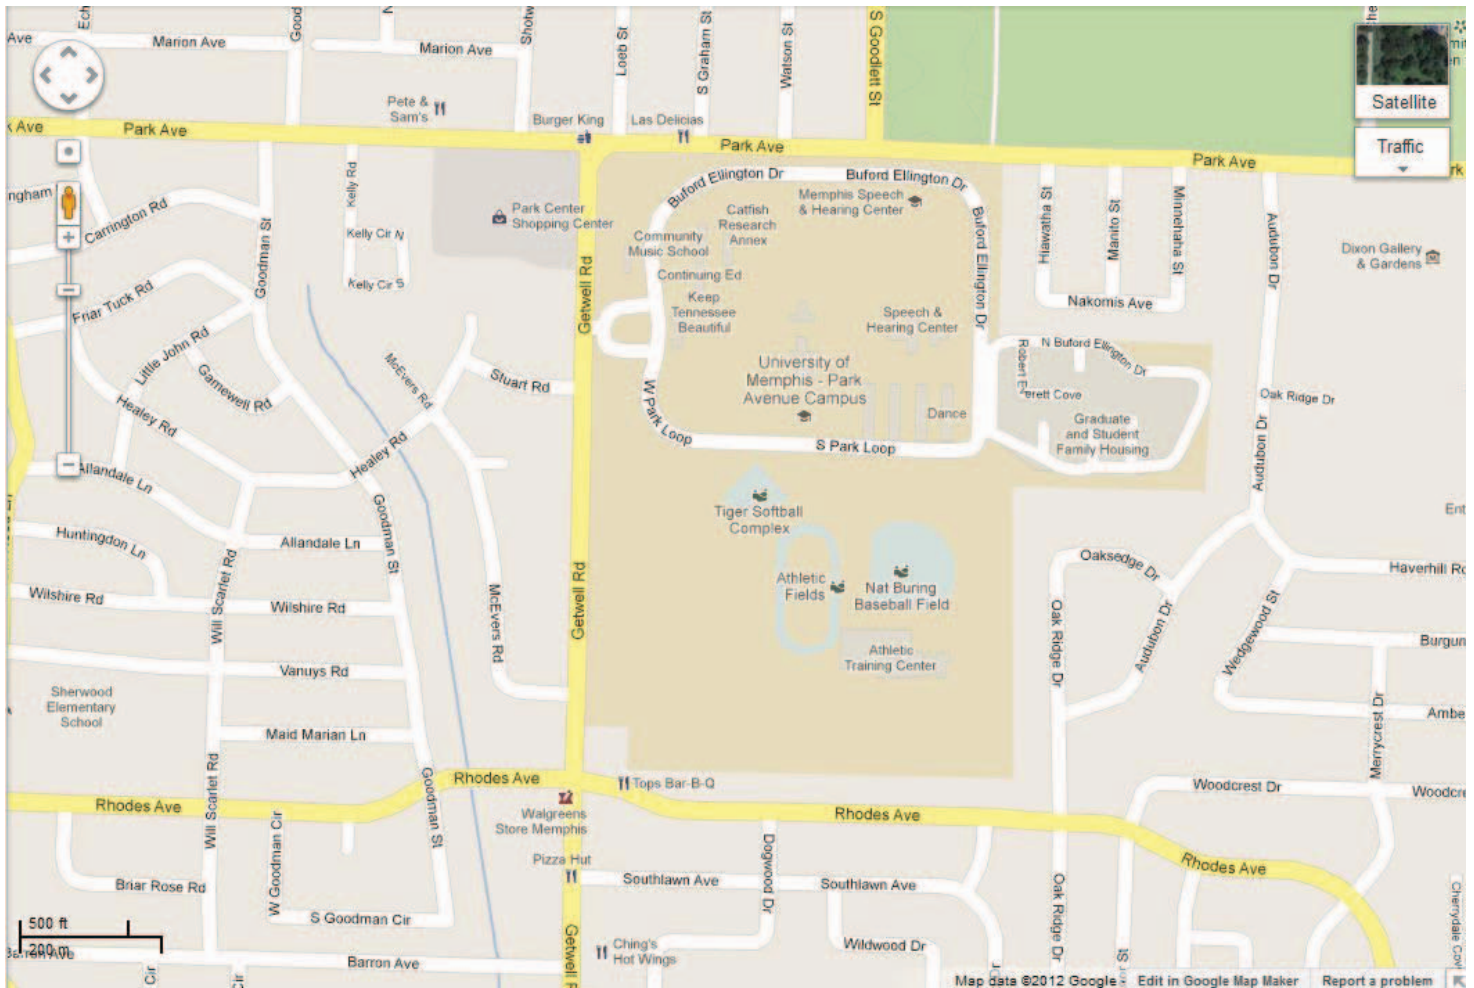 Marion Ave
Marion Ave
Loeb St
S Graham St
Watson St
S Goodlett St
Satellite
Traffic
Pete &
Sam's
Burger King
Las Delicias
Park Ave
Park Ave
Park Ave
Kelly Rd
Kelly Cir N
Kelly Cir S
Carrington Rd
Goodman St
Friar Tuck Rd
Little John Rd
Gamewell Rd
Healey Rd
Healey Rd
McEvers Rd
Stuart Rd
Park Center
Shopping Center
Getwell Rd
Buford Ellington Dr
Buford Ellington Dr
Buford Ellington Dr
Memphis Speech
& Hearing Center
Catfish
Research
Annex
Community
Music School
Continuing Ed
Keep
Tennessee
Beautiful
Speech &
Hearing Center
University of
Memphis - Park
Avenue Campus
Dance
W Park Loop
S Park Loop
Hiawatha St
Manito St
Minnehaha St
Nakomis Ave
Audubon Dr
Dixon Gallery
& Gardens
N Buford Ellington Dr
Robert Everett Cove
Graduate
and Student
Family Housing
Oak Ridge Dr
Audubon Dr
Allandale Ln
Huntingdon Ln
Allandale Ln
Goodman St
Wilshire Rd
Wilshire Rd
Will Scarlet Rd
Vanuys Rd
Sherwood
Elementary
School
Maid Marian Ln
McEvers Rd
Getwell Rd
Tiger Softball
Complex
Athletic
Fields
Nat Buring
Baseball Field
Athletic
Training Center
Oaksedge Dr
Oak Ridge Dr
Audubon Dr
Wedgewood St
Haverhill
Merrycrest Dr
Woodcrest Dr
Rhodes Ave
Rhodes Ave
Rhodes Ave
Rhodes Ave
Tops Bar-B-Q
Walgreens
Store Memphis
Pizza Hut
Will Scarlet Rd
Goodman St
W Goodman Cir
Briar Rose Rd
S Goodman Cir
Southlawn Ave
Southlawn Ave
Dogwood Dr
Oak Ridge Dr
Ching's
Hot Wings
Wildwood Dr
Barron Ave
Getwell
500 ft
200 m
Map data ©2012 Google
Edit in Google Map Maker
Report a problem